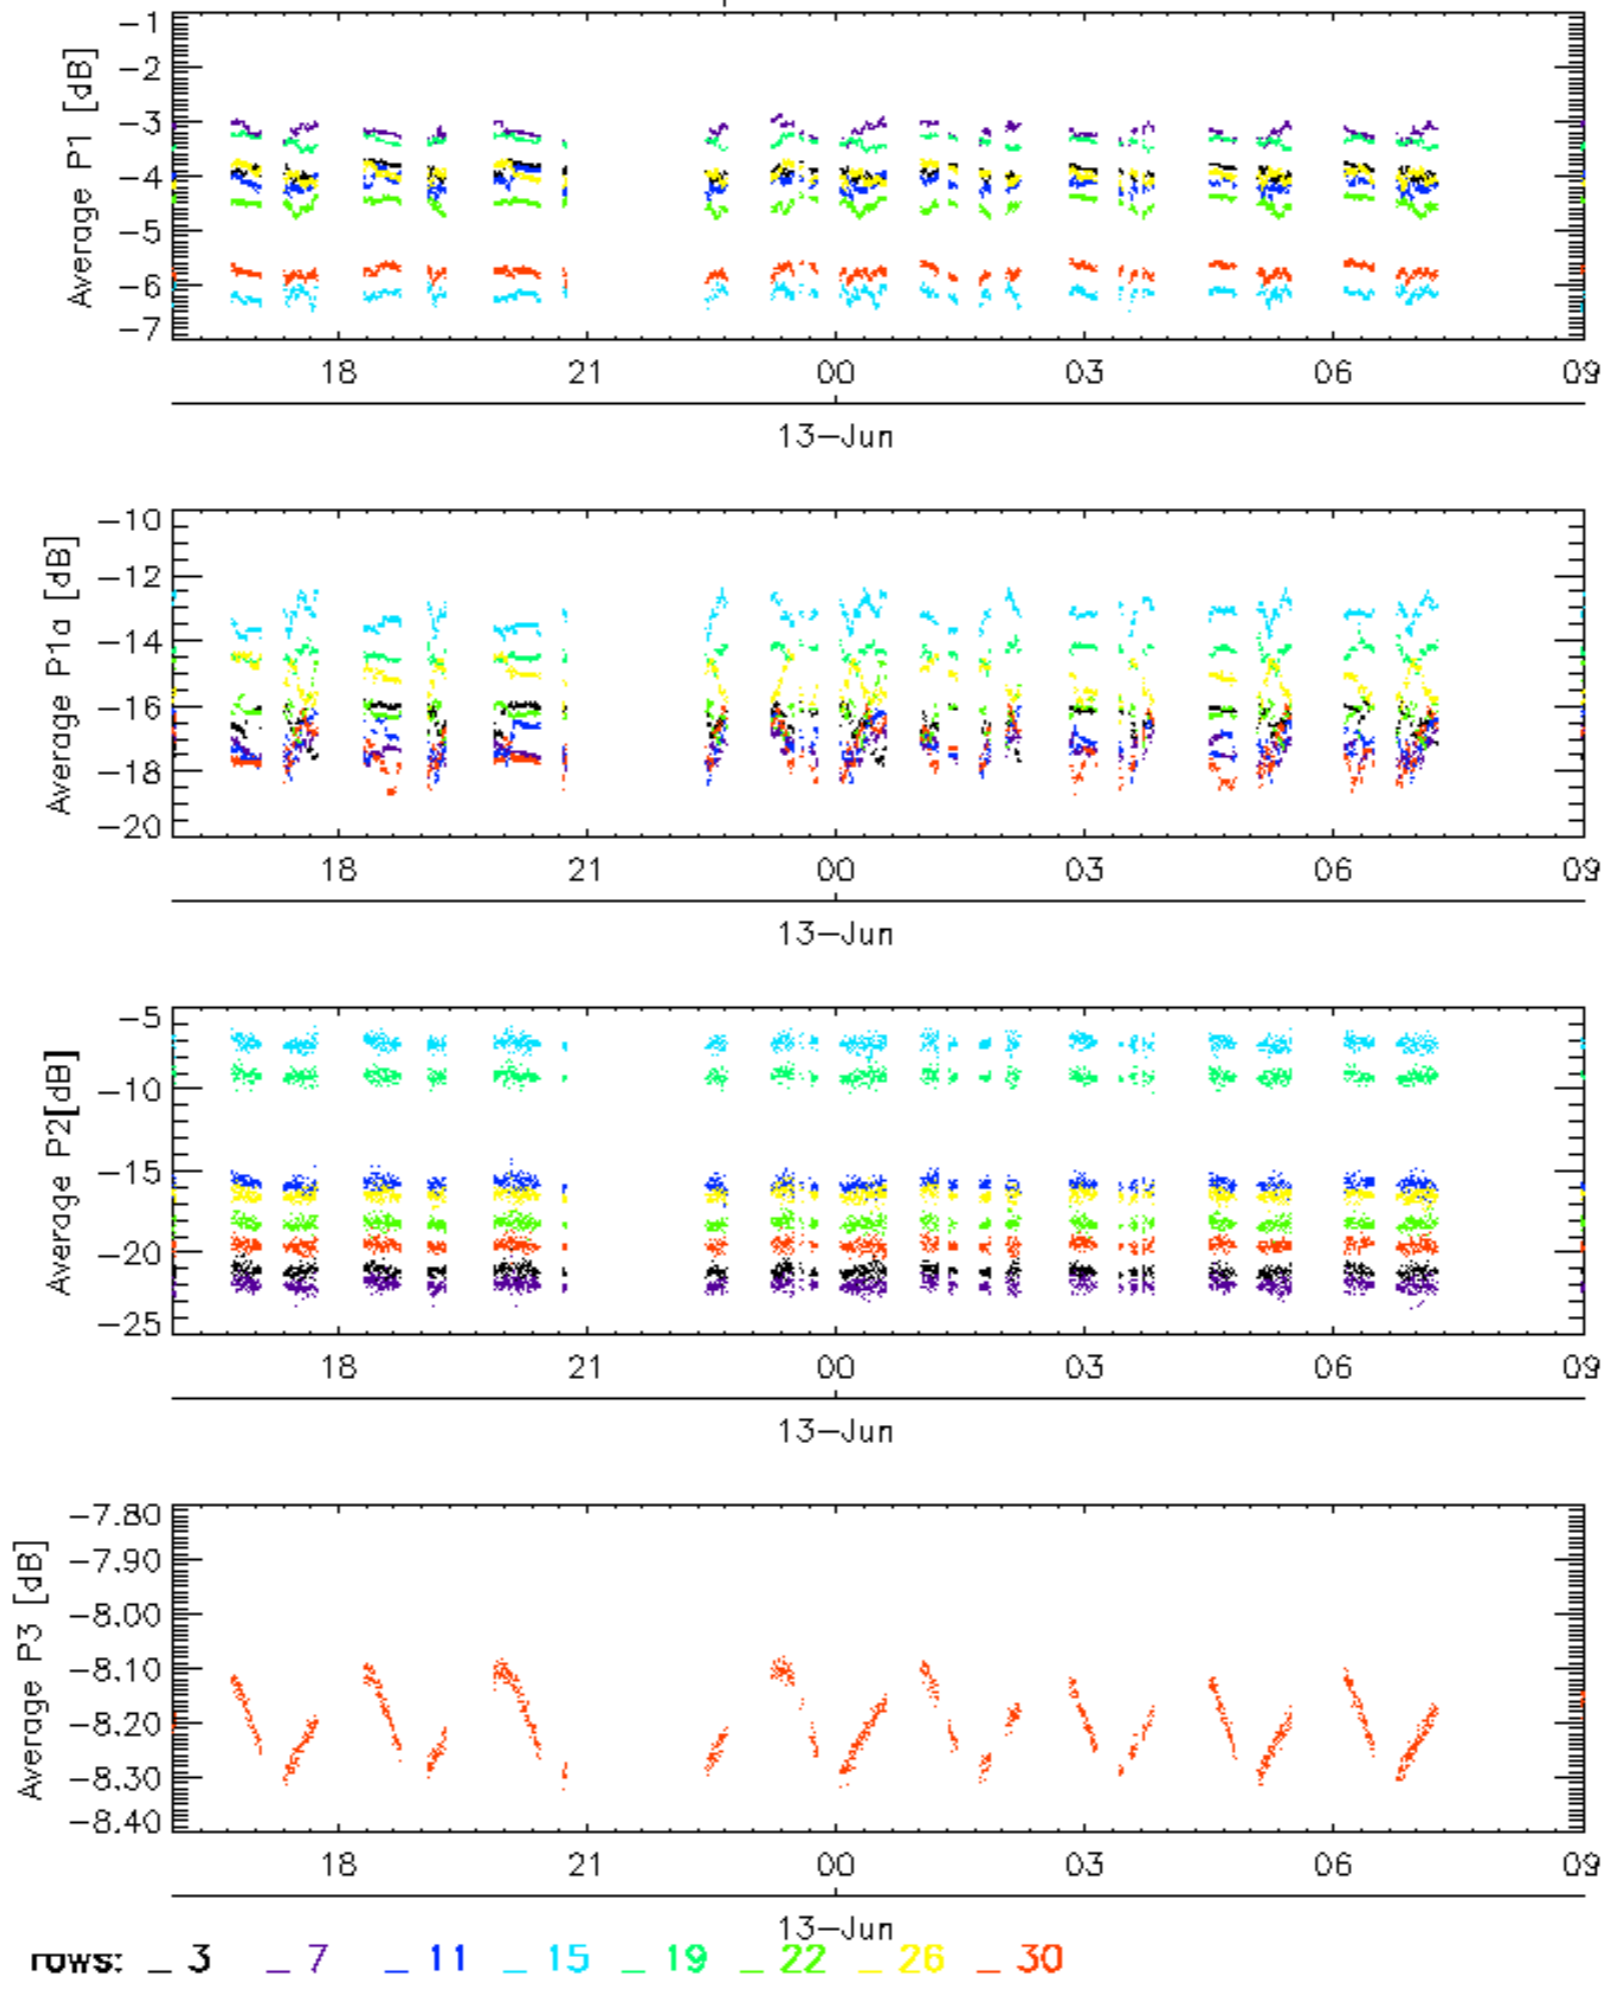 Average P1 [dB]
-1
-2
-3
-4
-5
-6
-7
18 21 00 03 06 09
13-Jun
Average P1a [dB]
-10
-12
-14
-16
-18
-20
18 21 00 03 06 09
13-Jun
Average P2[dB]
-5
-10
-15
-20
-25
18 21 00 03 06 09
13-Jun
Average P3 [dB]
-7.80
-7.90
-8.00
-8.10
-8.20
-8.30
-8.40
18 21 00 03 06 09
13-Jun
rows: _ 3 _ 7 _ 11 _ 15 _ 19 _ 22 _ 26 _ 30